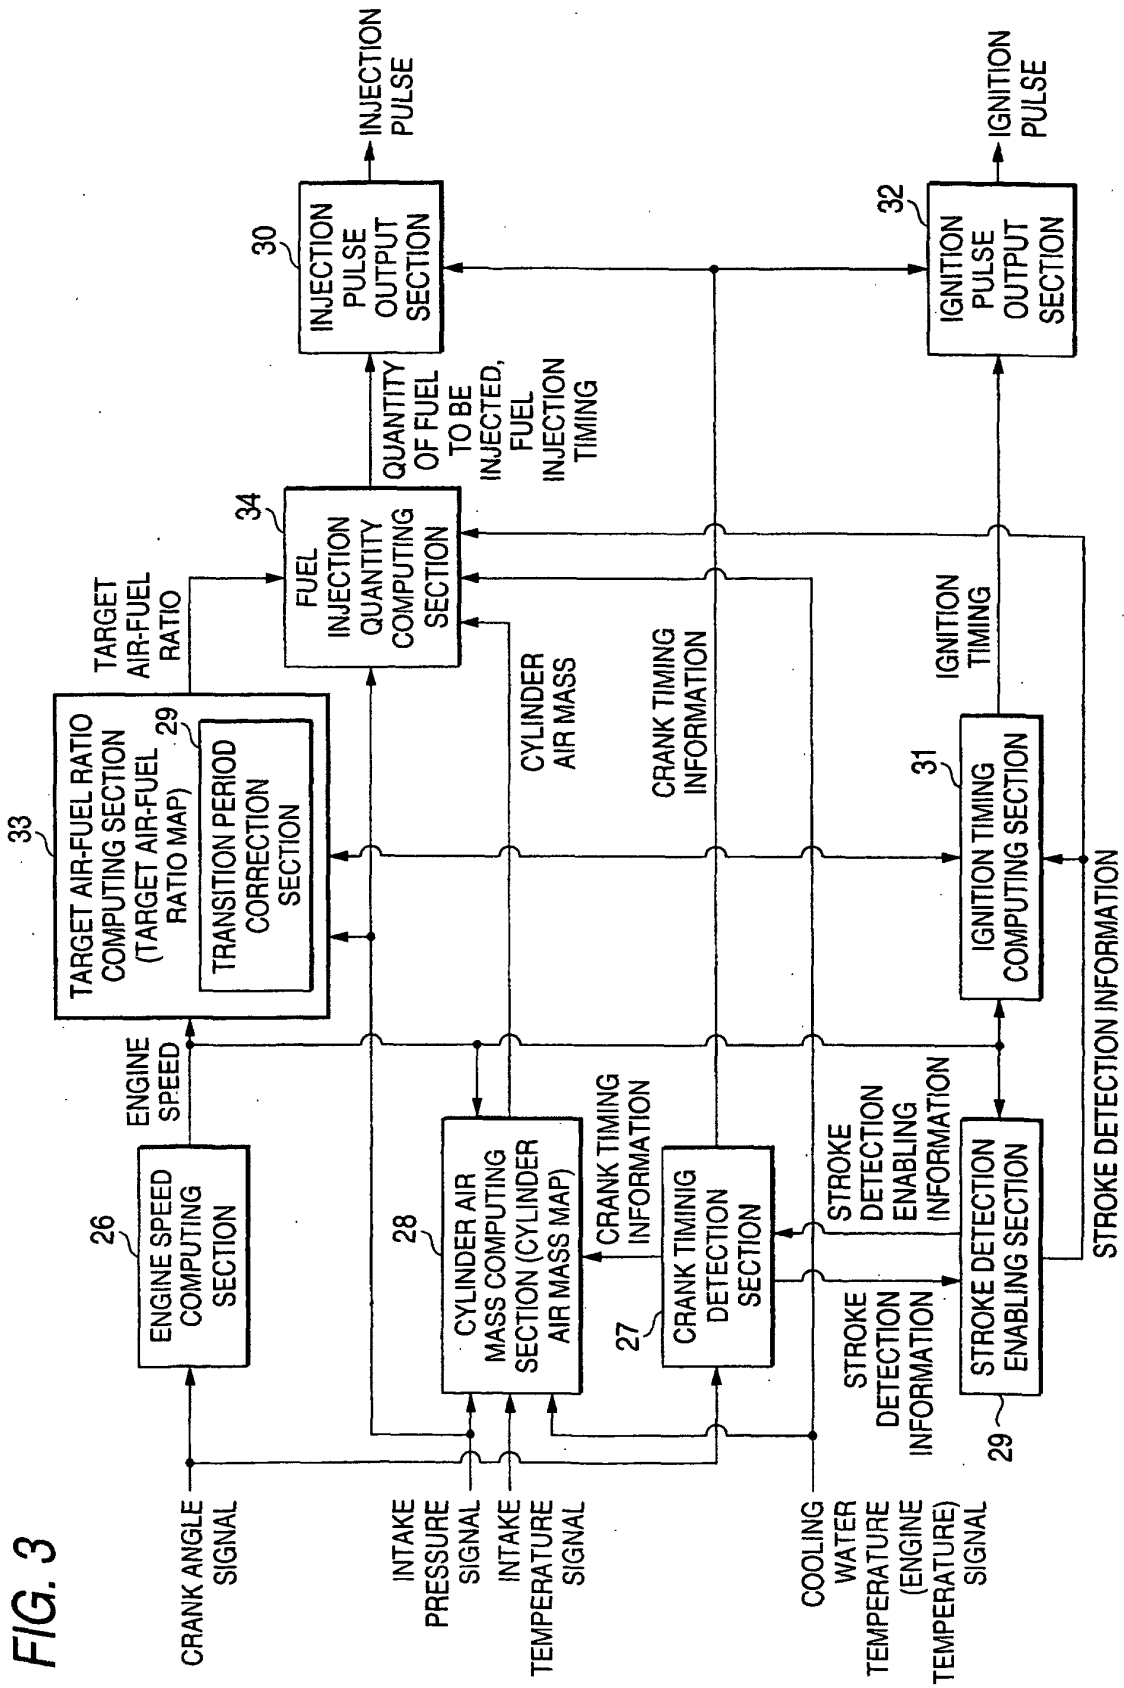 FIG. 3
CRANK ANGLE
SIGNAL
INTAKE
PRESSURE
SIGNAL
INTAKE
TEMPERATURE
SIGNAL
COOLING
WATER
TEMPERATURE
(ENGINE
TEMPERATURE)
SIGNAL
26
ENGINE SPEED
COMPUTING
SECTION
ENGINE
SPEED
28
CYLINDER AIR
MASS COMPUTING
SECTION (CYLINDER
AIR MASS MAP)
CRANK TIMING
INFORMATION
27
CRANK TIMING
DETECTION
SECTION
STROKE
DETECTION
INFORMATION
STROKE
DETECTION
ENABLING
INFORMATION
29
STROKE DETECTION
ENABLING SECTION
STROKE DETECTION INFORMATION
33
TARGET AIR-FUEL RATIO
COMPUTING SECTION
(TARGET AIR-FUEL
RATIO MAP)
29
TRANSITION PERIOD
CORRECTION
SECTION
TARGET
AIR-FUEL
RATIO
CYLINDER
AIR MASS
CRANK TIMING
INFORMATION
31
IGNITION TIMING
COMPUTING SECTION
IGNITION
TIMING
34
FUEL
INJECTION
QUANTITY
COMPUTING
SECTION
QUANTITY
OF FUEL
TO BE
INJECTED,
FUEL
INJECTION
TIMING
30
INJECTION
PULSE
OUTPUT
SECTION
INJECTION
PULSE
32
IGNITION
PULSE
OUTPUT
SECTION
IGNITION
PULSE